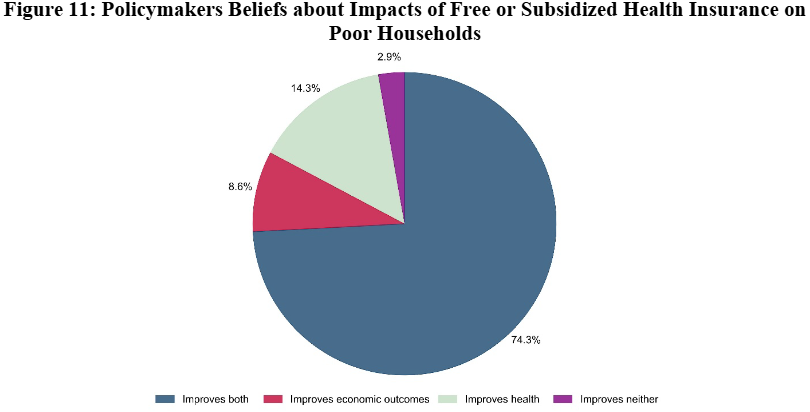 Figure 11: Policymakers Beliefs about Impacts of Free or Subsidized Health Insurance on
Poor Households
2.9%
14.3%
8.6%
74.3%
Improves both Improves economic outcomes Improves health Improves neither